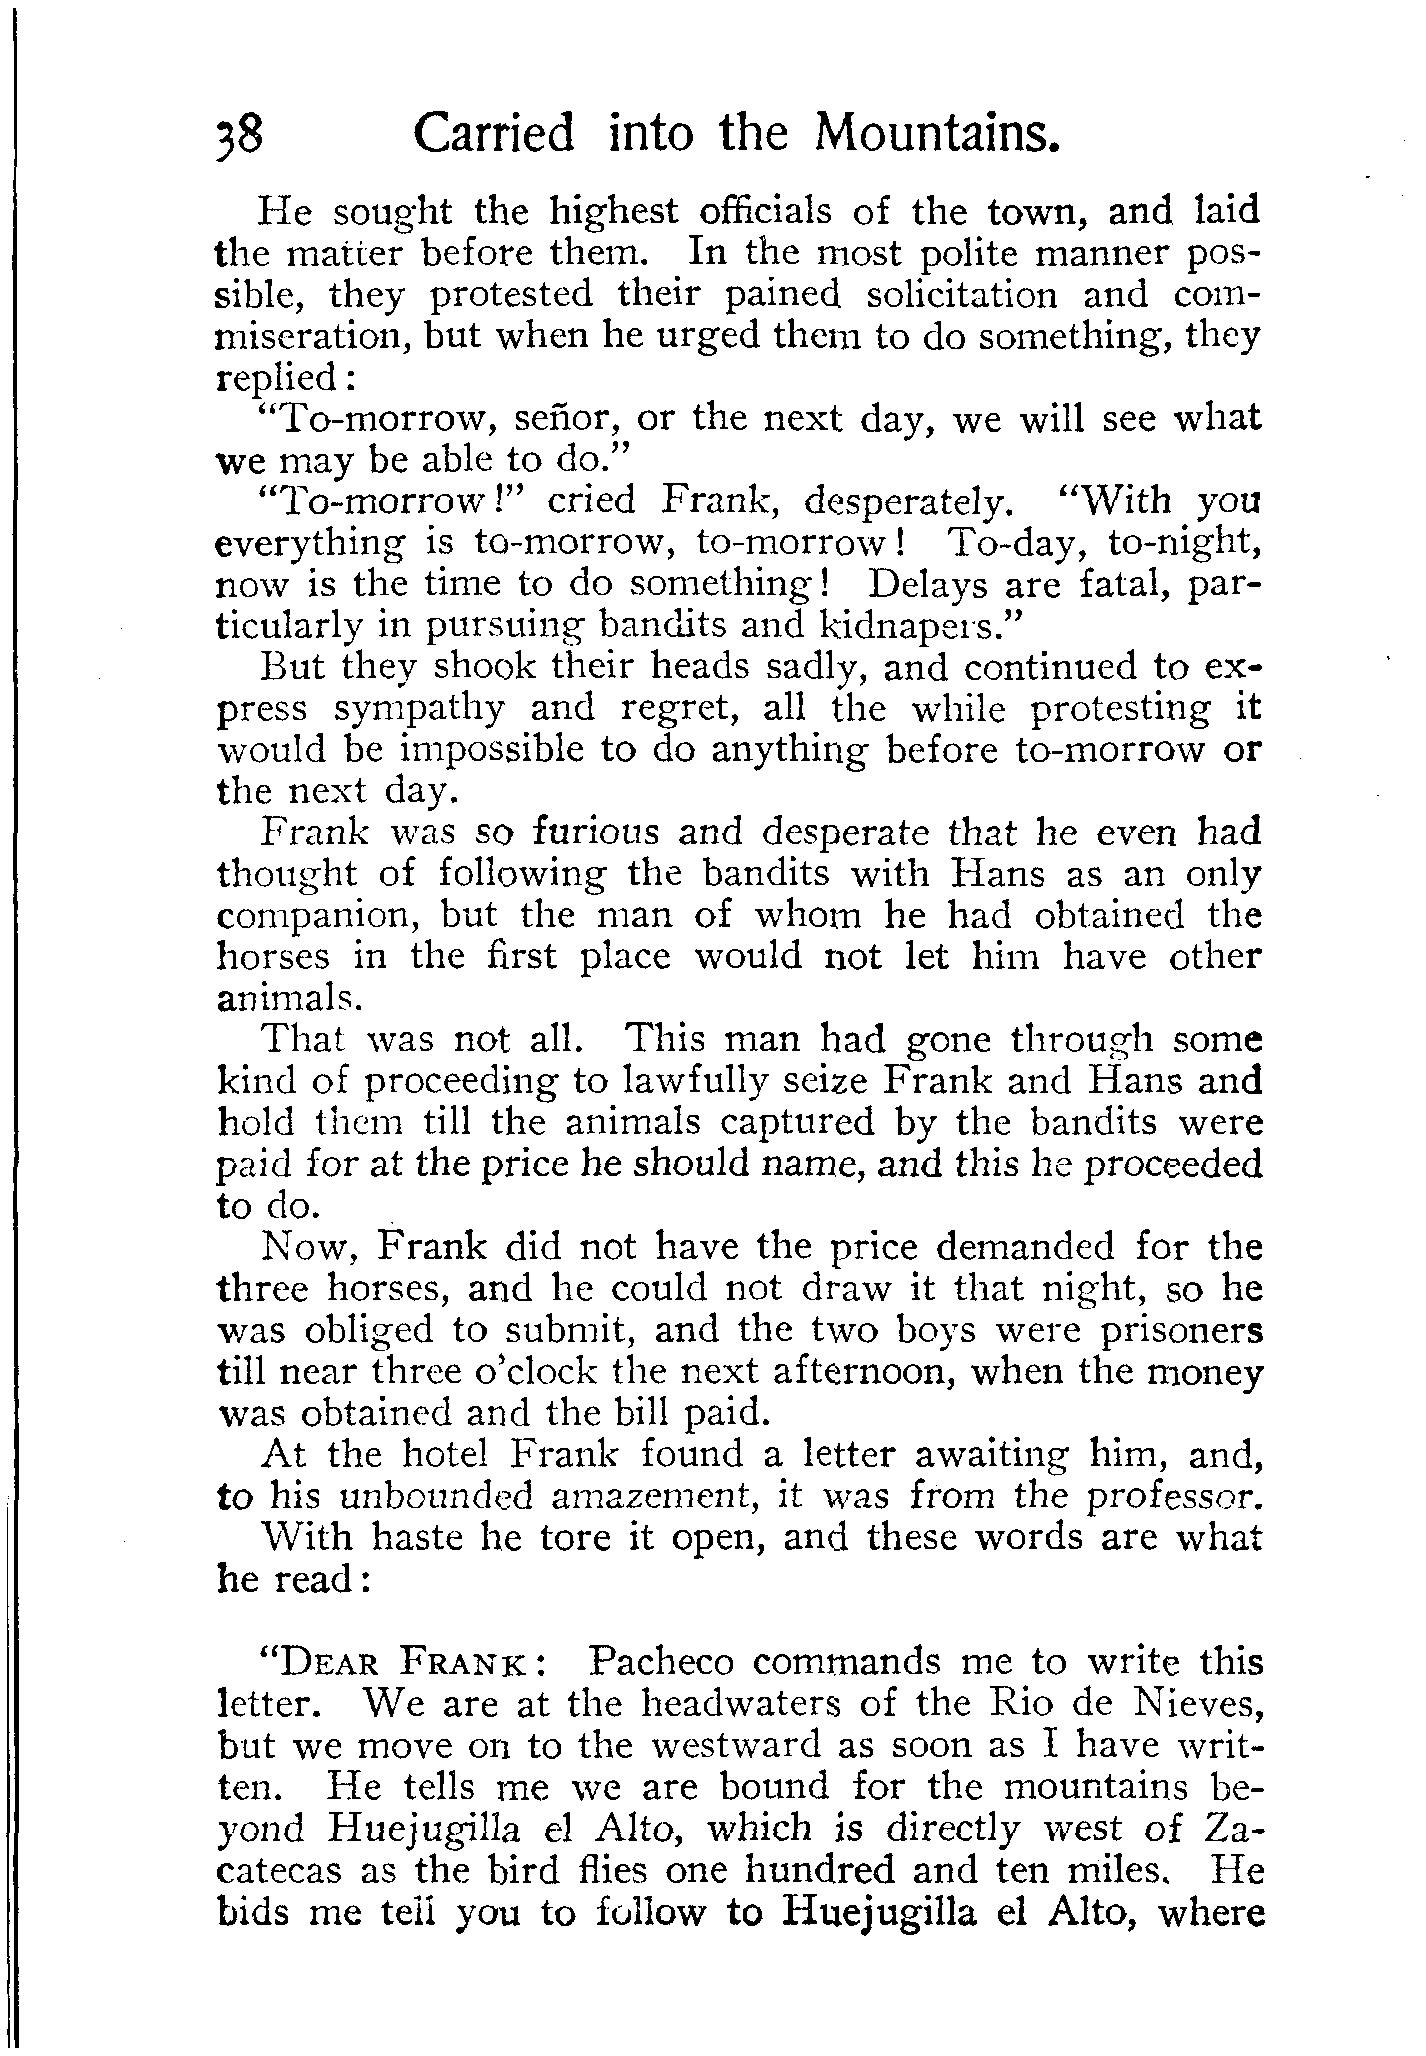 38 Carried into the Mountains.
He sought the highest officials of the town, and laid
the matter before them. In the most polite manner pos-
sible, they protested their pained solicitation and com-
miseration, but when he urged them to do something, they
replied:
"To-morrow, señor, or the next day, we will see what
we may be able to do."
"To-morrow!" cried Frank, desperately. "With you
everything is to-morrow, to-morrow! To-day, to-night,
now is the time to do something! Delays are fatal, par-
ticularly in pursuing bandits and kidnapers."
But they shook their heads sadly, and continued to ex-
press sympathy and regret, all the while protesting it
would be impossible to do anything before to-morrow or
the next day.
Frank was so furious and desperate that he even had
thought of following the bandits with Hans as an only
companion, but the man of whom he had obtained the
horses in the first place would not let him have other
animals.
That was not all. This man had gone through some
kind of proceeding to lawfully seize Frank and Hans and
hold them till the animals captured by the bandits were
paid for at the price he should name, and this he proceeded
to do.
Now, Frank did not have the price demanded for the
three horses, and he could not draw it that night, so he
was obliged to submit, and the two boys were prisoners
till near three o'clock the next afternoon, when the money
was obtained and the bill paid.
At the hotel Frank found a letter awaiting him, and,
to his unbounded amazement, it was from the professor.
With haste he tore it open, and these words are what
he read:
"DEAR FRANK: Pacheco commands me to write this
letter. We are at the headwaters of the Rio de Nieves,
but we move on to the westward as soon as I have writ-
ten. He tells me we are bound for the mountains be-
yond Huejugilla el Alto, which is directly west of Za-
catecas as the bird flies one hundred and ten miles. He
bids me tell you to follow to Huejugilla el Alto, where